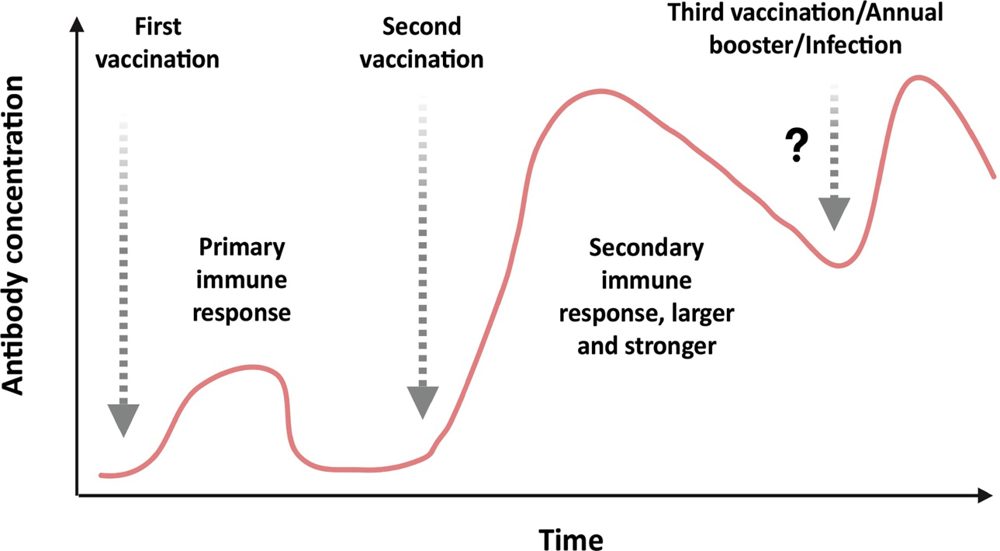 First
vaccination
Second
vaccination
Third vaccination/Annual
booster/Infection
?
Primary
immune
response
Secondary
immune
response, larger
and stronger
Antibody concentration
Time